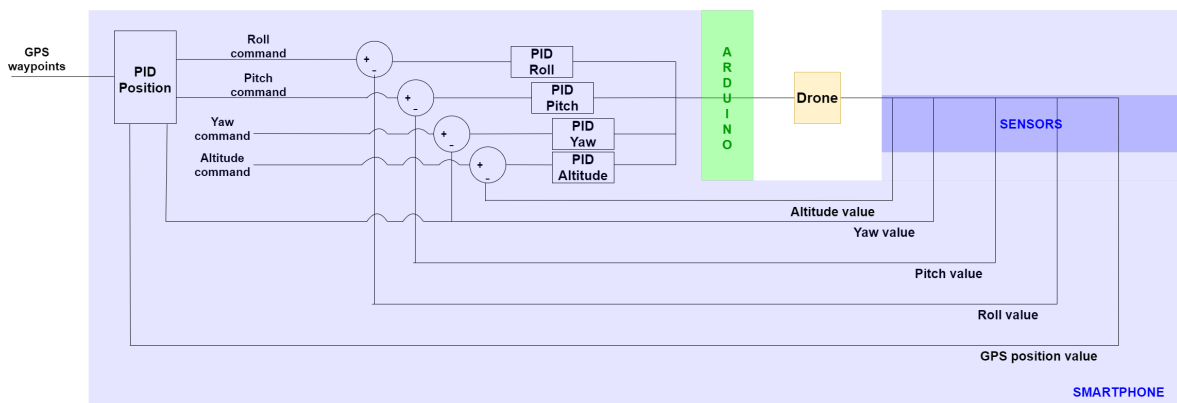 GPS
waypoints
PID
Position
Roll
command
Pitch
command
Yaw
command
Altitude
command
+
-
+
-
+
-
+
-
PID
Roll
PID
Pitch
PID
Yaw
PID
Altitude
A
R
D
U
I
N
O
Drone
SENSORS
Altitude value
Yaw value
Pitch value
Roll value
GPS position value
SMARTPHONE